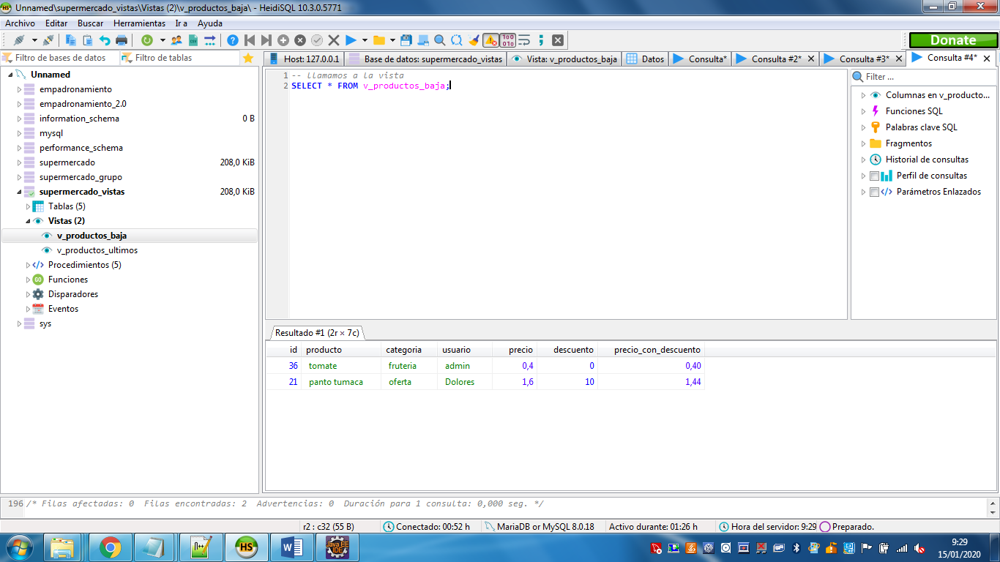 Unnamed\supermercado_vistas\Vistas (2)\v_productos_baja\ - HeidiSQL 10.3.0.5771
Archivo Editar Buscar Herramientas Ir a Ayuda
Donate
Filtro de bases de datos Filtro de tablas
Host: 127.0.0.1 Base de datos: supermercado_vistas Vista: v_productos_baja Datos Consulta* Consulta #2* Consulta #3* Consulta #4*
Unnamed
empadronamiento
empadronamiento_2.0
information_schema 0 B
mysql
performance_schema
supermercado 208,0 KiB
supermercado_grupo
supermercado_vistas 208,0 KiB
Tablas (5)
Vistas (2)
v_productos_baja
v_productos_ultimos
Procedimientos (5)
Funciones
Disparadores
Eventos
sys
1 -- llamamos a la vista
2 SELECT * FROM v_productos_baja;
Filter ...
Columnas en v_producto...
Funciones SQL
Palabras clave SQL
Fragmentos
Historial de consultas
Perfil de consultas
Parámetros Enlazados
Resultado #1 (2r × 7c)
id producto categoria usuario precio descuento precio_con_descuento
36 tomate fruteria admin 0,4 0 0,40
21 panto tumaca oferta Dolores 1,6 10 1,44
196 /* Filas afectadas: 0 Filas encontradas: 2 Advertencias: 0 Duración para 1 consulta: 0,000 seg. */
r2 : c32 (55 B) Conectado: 00:52 h MariaDB or MySQL 8.0.18 Activo durante: 01:26 h Hora del servidor: 9:29 Preparado.
HS
W
Java EE
IDE
9:29
15/01/2020